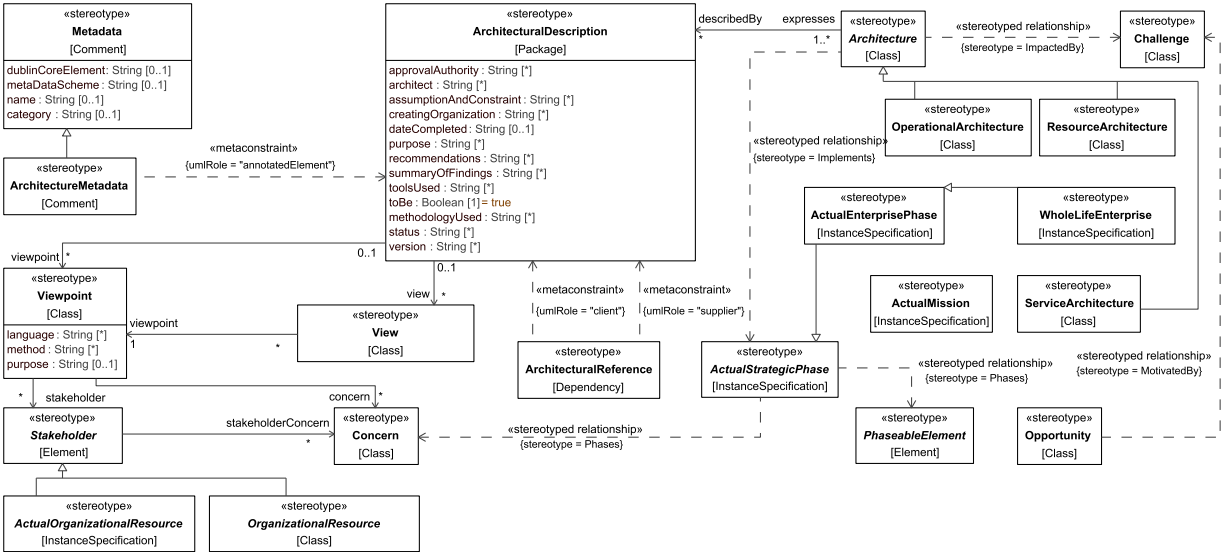 «stereotype»
Metadata
[Comment]
dublinCoreElement: String [0..1]
metaDataScheme: String [0..1]
name : String [0..1]
category : String [0..1]
«stereotype»
ArchitectureMetadata
[Comment]
«metaconstraint»
{umlRole = "annotatedElement"}
«stereotype»
ArchitecturalDescription
[Package]
approvalAuthority : String [*]
architect : String [*]
assumptionAndConstraint : String [*]
creatingOrganization : String [*]
dateCompleted : String [0..1]
purpose : String [*]
recommendations : String [*]
summaryOfFindings : String [*]
toolsUsed : String [*]
toBe : Boolean [1] = true
methodologyUsed : String [*]
status : String [*]
version : String [*]
describedBy
*
expresses
1..*
«stereotype»
Architecture
[Class]
«stereotyped relationship»
{stereotype = ImpactedBy}
«stereotype»
Challenge
[Class]
«stereotype»
OperationalArchitecture
[Class]
«stereotype»
ResourceArchitecture
[Class]
«stereotyped relationship»
{stereotype = Implements}
«stereotype»
ActualEnterprisePhase
[InstanceSpecification]
«stereotype»
WholeLifeEnterprise
[InstanceSpecification]
0..1
viewpoint
*
0..1
view
*
«stereotype»
Viewpoint
[Class]
language : String [*]
method : String [*]
purpose : String [0..1]
viewpoint
1
*
«stereotype»
View
[Class]
«metaconstraint»
{umlRole = "client"}
«metaconstraint»
{umlRole = "supplier"}
«stereotype»
ArchitecturalReference
[Dependency]
«stereotype»
ActualMission
[InstanceSpecification]
«stereotype»
ServiceArchitecture
[Class]
«stereotype»
ActualStrategicPhase
[InstanceSpecification]
«stereotyped relationship»
{stereotype = Phases}
«stereotyped relationship»
{stereotype = MotivatedBy}
*
stakeholder
concern
*
«stereotype»
Stakeholder
[Element]
stakeholderConcern
*
«stereotype»
Concern
[Class]
«stereotyped relationship»
{stereotype = Phases}
«stereotype»
PhaseableElement
[Element]
«stereotype»
Opportunity
[Class]
«stereotype»
ActualOrganizationalResource
[InstanceSpecification]
«stereotype»
OrganizationalResource
[Class]